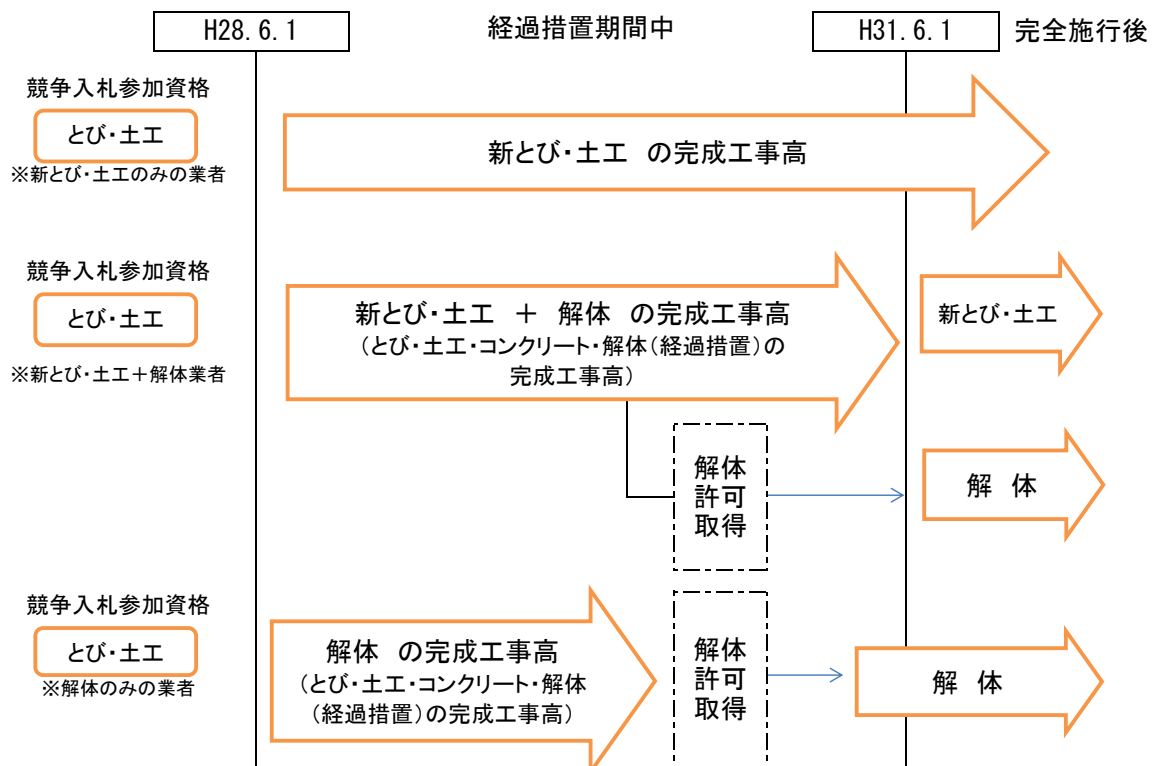 H28.6.1
経過措置期間中
H31.6.1
完全施行後
競争入札参加資格
とび・土工
※新とび・土工のみの業者
新とび・土工 の完成工事高
競争入札参加資格
とび・土工
※新とび・土工＋解体業者
新とび・土工 ＋ 解体 の完成工事高
（とび・土工・コンクリート・解体（経過措置）の
完成工事高）
新とび・土工
解体
許可
取得
解 体
競争入札参加資格
とび・土工
※解体のみの業者
解体 の完成工事高
（とび・土工・コンクリート・解体
（経過措置）の完成工事高）
解体
許可
取得
解 体